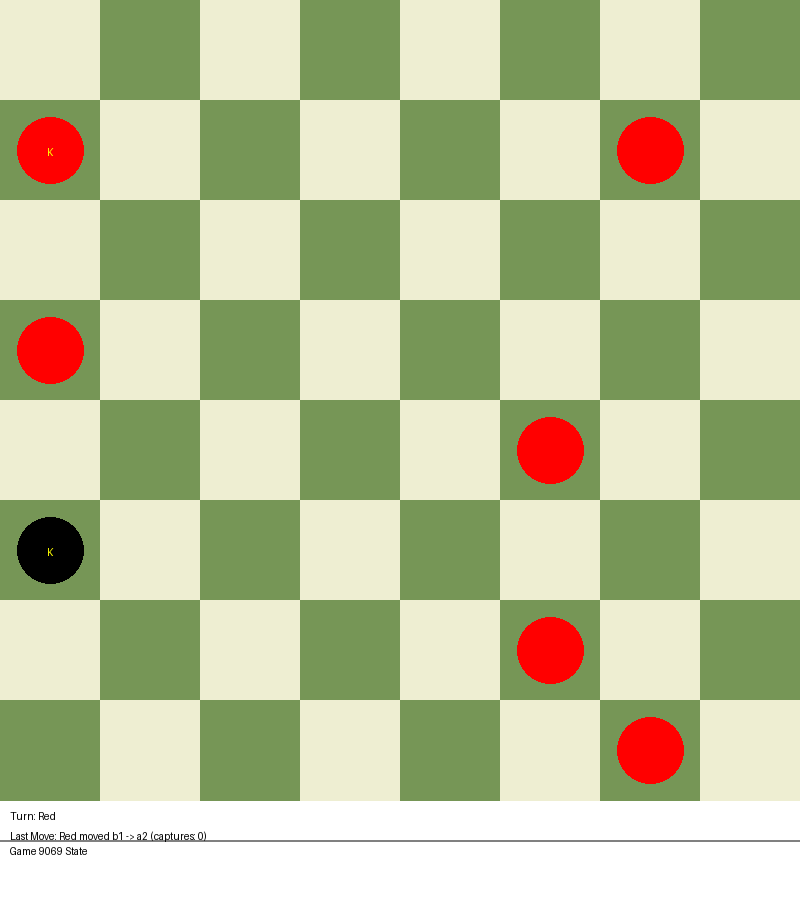 K
K
Turn: Red
Last Move: Red moved b1 -> a2 (captures: 0)
Game 9069 State